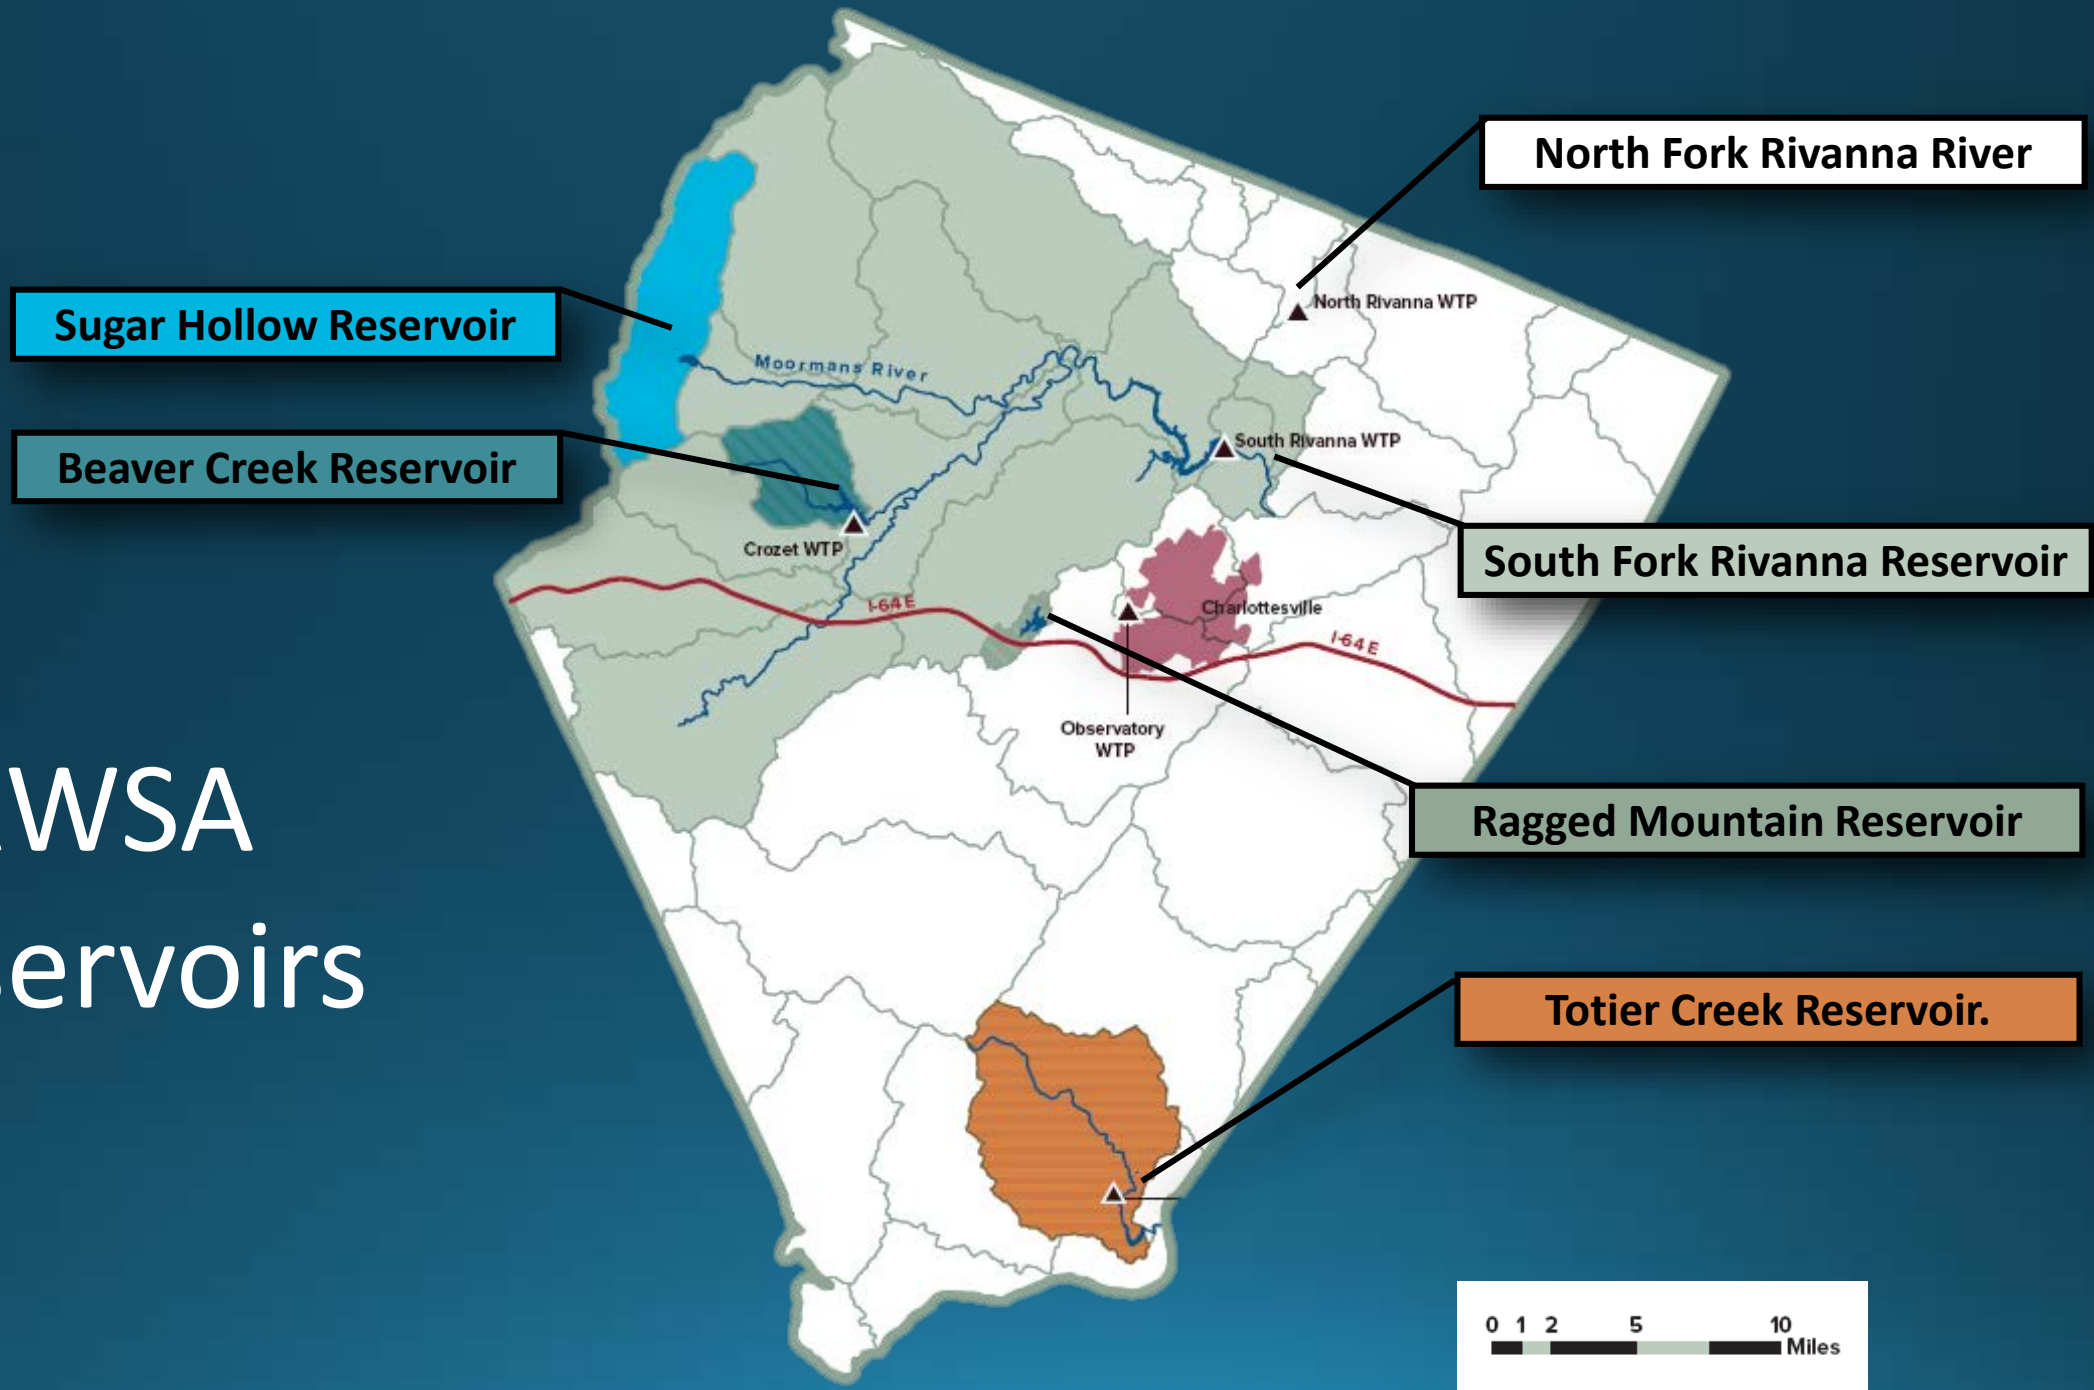 North Fork Rivanna River
North Rivanna WTP
Sugar Hollow Reservoir
Moormans River
Beaver Creek Reservoir
South Rivanna WTP
Crozet WTP
South Fork Rivanna Reservoir
I-64 E
Charlottesville
I-64 E
Observatory
WTP
Ragged Mountain Reservoir
WSA
servoirs
Totier Creek Reservoir.
0 1 2 5 10
Miles